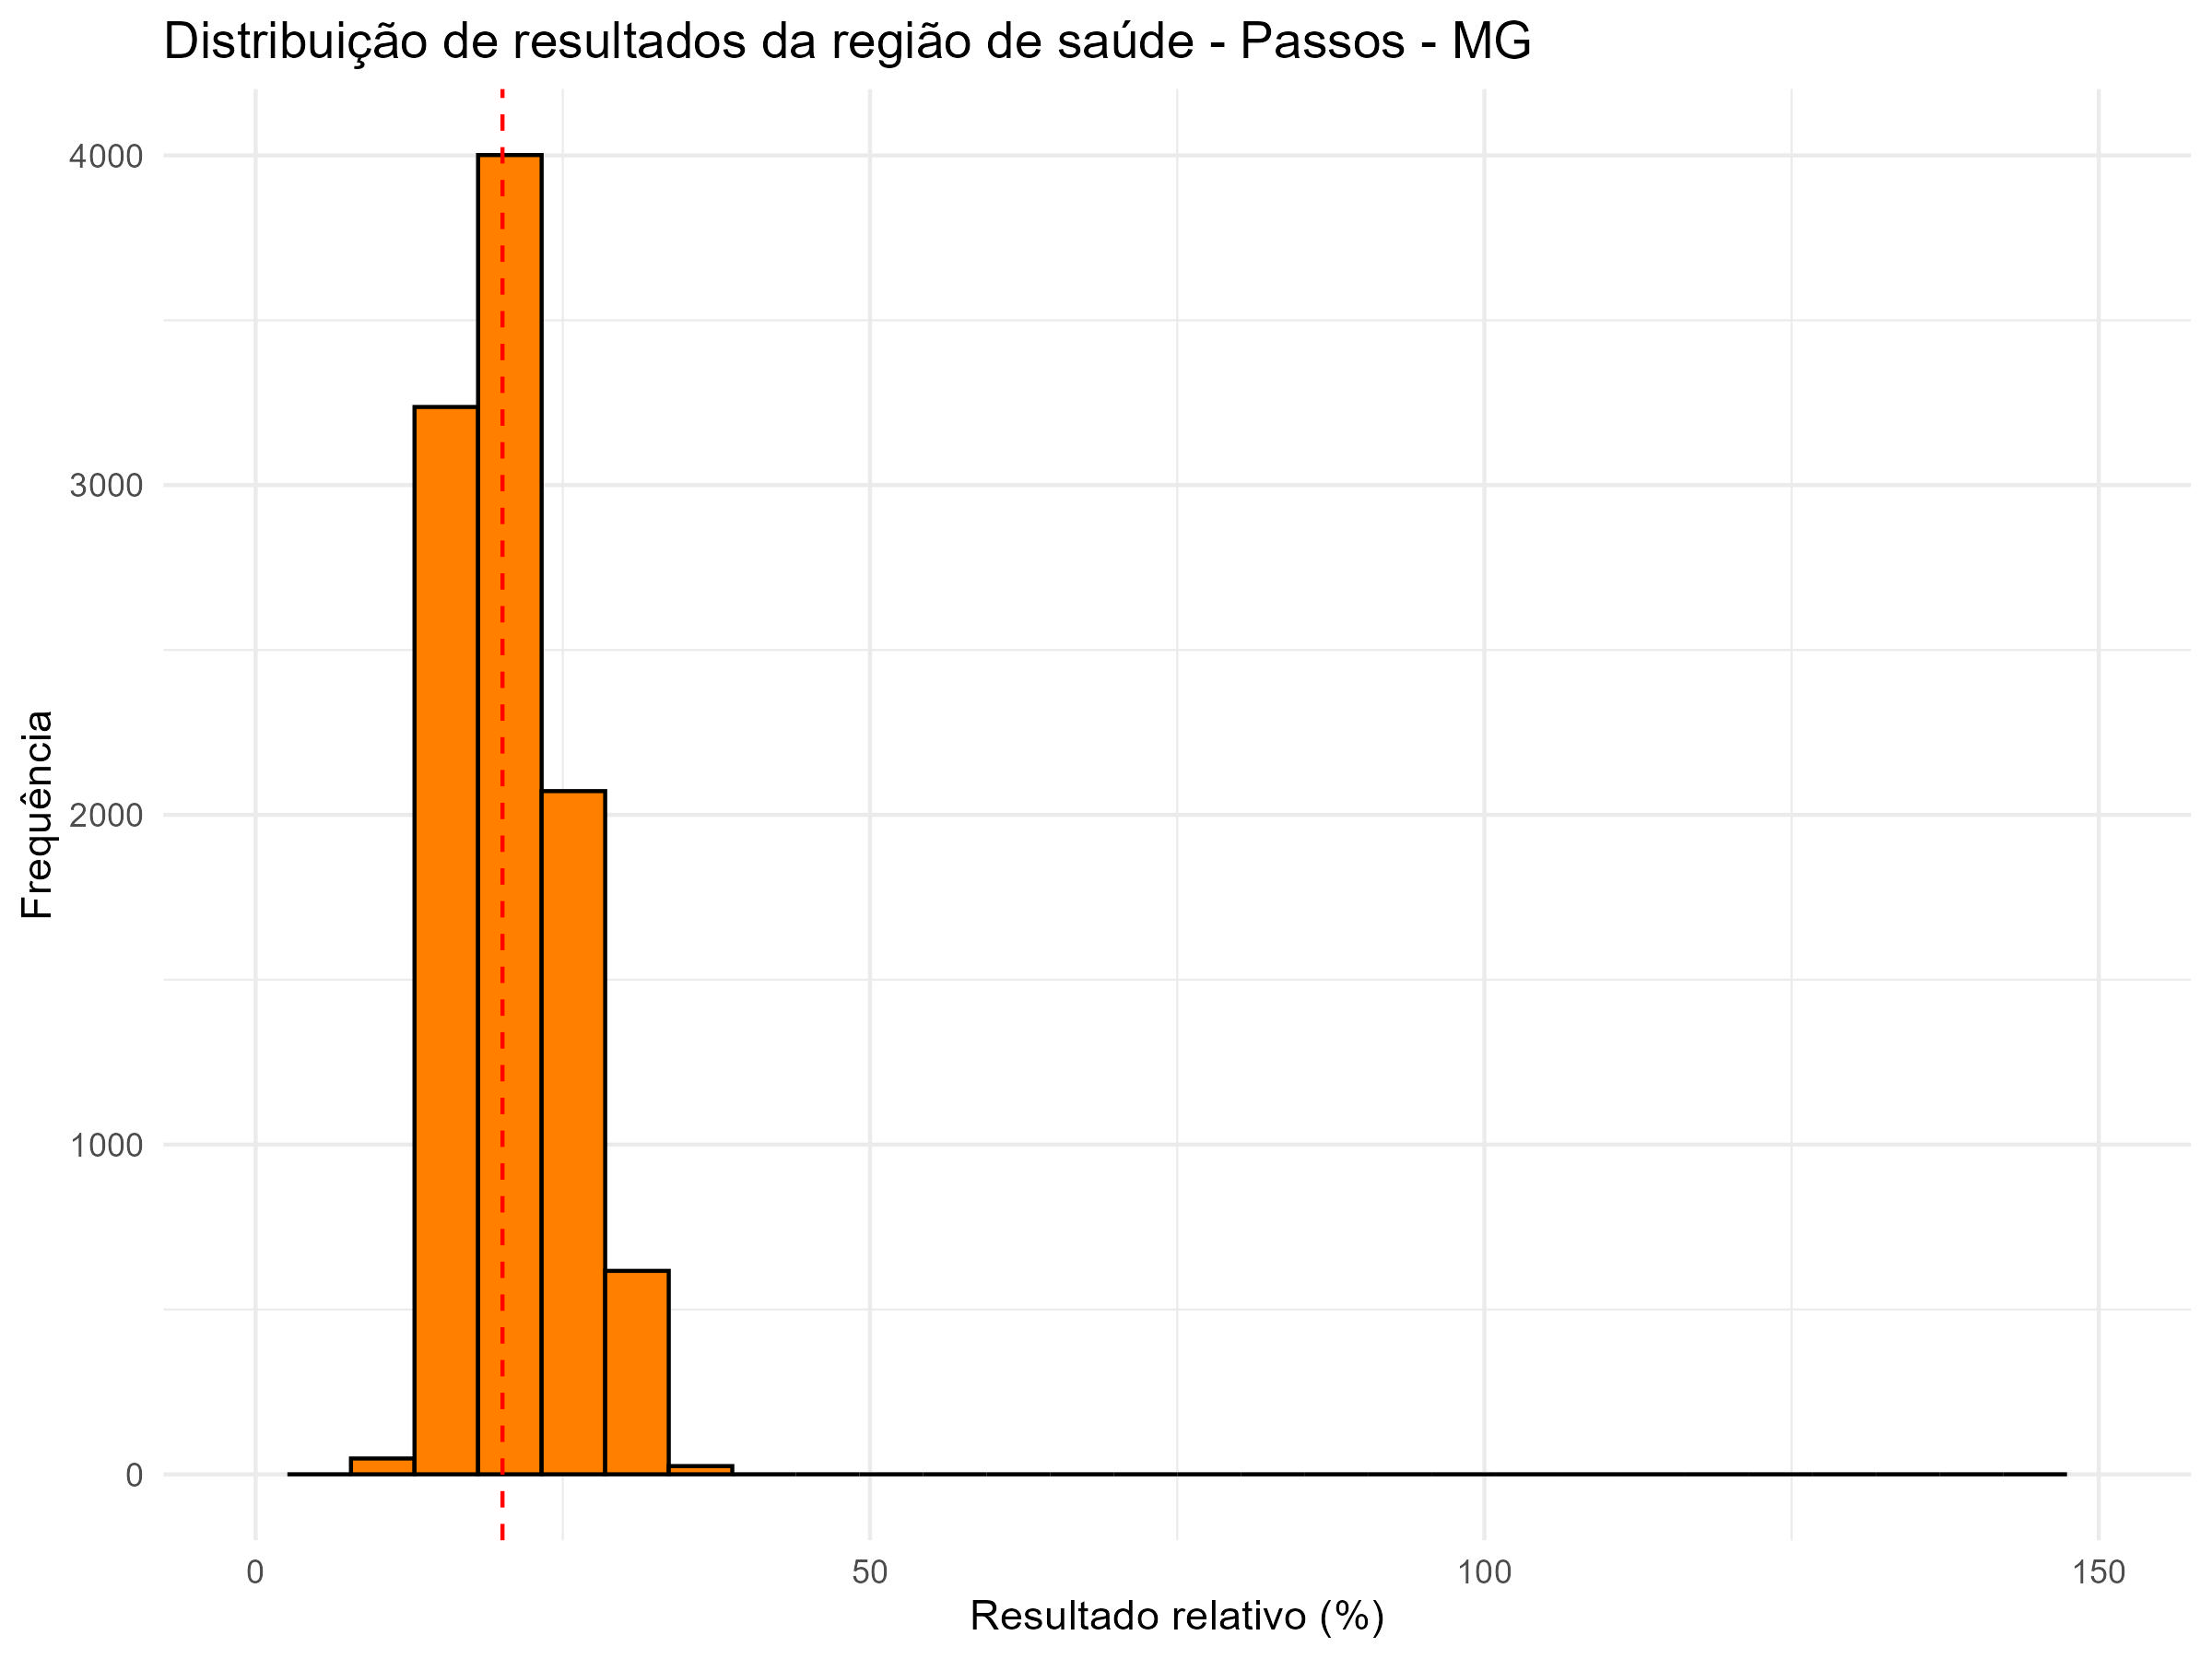 Distribuição de resultados da região de saúde - Passos - MG
Frequência
4000
3000
2000
1000
0
0 50 100 150
Resultado relativo (%)